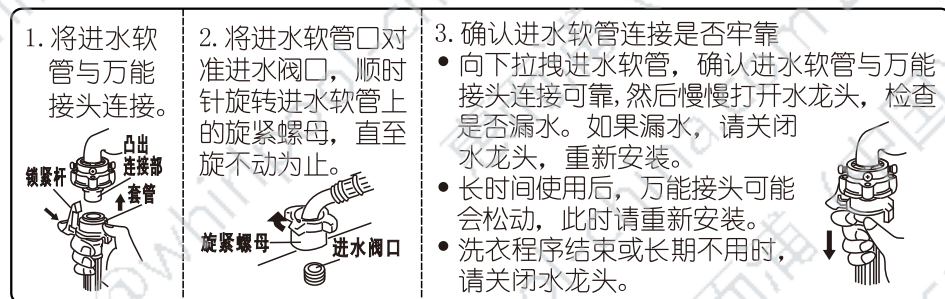 1. 将进水软
管与万能
接头连接。
凸出
连接部
锁紧杆
套管
2. 将进水软管口对
准进水阀口，顺时
针旋转进水软管上
的旋紧螺母，直至
旋不动为止。
旋紧螺母
进水阀口
3. 确认进水软管连接是否牢靠
● 向下拉拽进水软管，确认进水软管与万能
接头连接可靠,然后慢慢打开水龙头，检查
是否漏水。如果漏水，请关闭
水龙头，重新安装。
● 长时间使用后，万能接头可能
会松动，此时请重新安装。
● 洗衣程序结束或长期不用时，
请关闭水龙头。